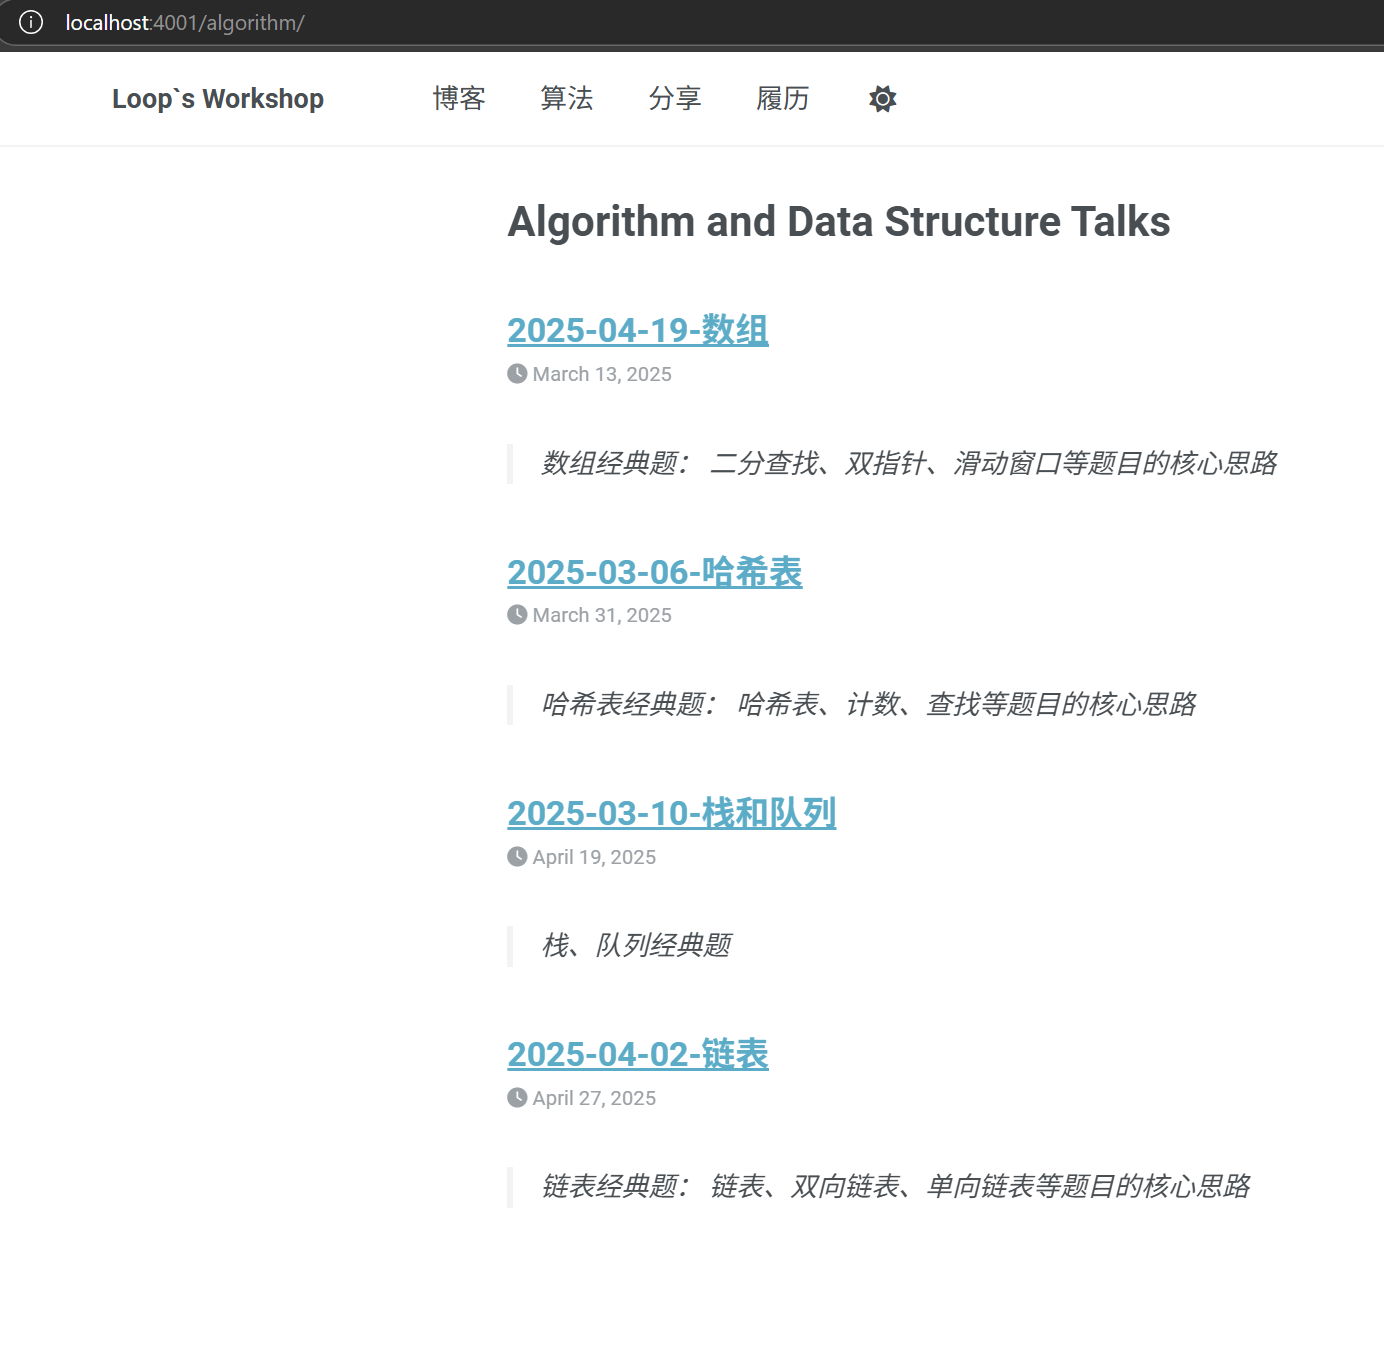 localhost:4001/algorithm/
Loop`s Workshop 博客 算法 分享 履历
Algorithm and Data Structure Talks
2025-04-19-数组
March 13, 2025
数组经典题： 二分查找、双指针、滑动窗口等题目的核心思路
2025-03-06-哈希表
March 31, 2025
哈希表经典题： 哈希表、计数、查找等题目的核心思路
2025-03-10-栈和队列
April 19, 2025
栈、队列经典题
2025-04-02-链表
April 27, 2025
链表经典题： 链表、双向链表、单向链表等题目的核心思路